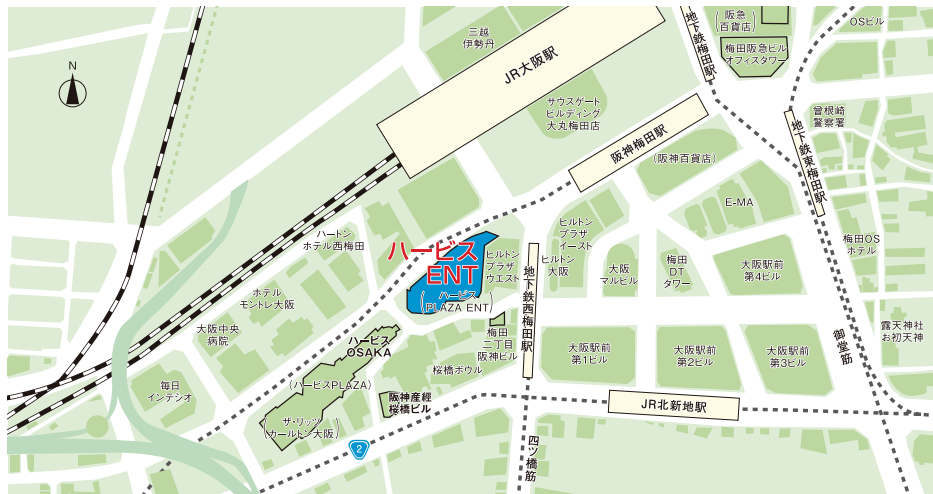 N
三越
伊勢丹
JR大阪駅
地下鉄梅田駅
(阪急
百貨店)
梅田阪急ビル
オフィスタワー
OSビル
サウスゲート
ビルディング
大丸梅田店
阪神梅田駅
(阪神百貨店)
曾根崎
警察署
地下鉄東梅田駅
E-MA
梅田OS
ホテル
ハートン
ホテル西梅田
ハービス
ENT
ハービス
(PLAZA ENT)
ヒルトン
プラザ
ウエスト
ヒルトン
プラザ
イースト
ヒルトン
大阪
大阪
マルビル
梅田
DT
タワー
大阪駅前
第4ビル
ホテル
モントレ大阪
大阪中央
病院
毎日
インテシオ
ハービス
OSAKA
(ハービスPLAZA)
ザ・リッツ
(カールトン大阪)
梅田
二丁目
阪神ビル
桜橋ボウル
阪神産經
桜橋ビル
地下鉄西梅田駅
大阪駅前
第1ビル
大阪駅前
第2ビル
大阪駅前
第3ビル
御堂筋
露天神社
お初天神
JR北新地駅
四ツ橋筋
2